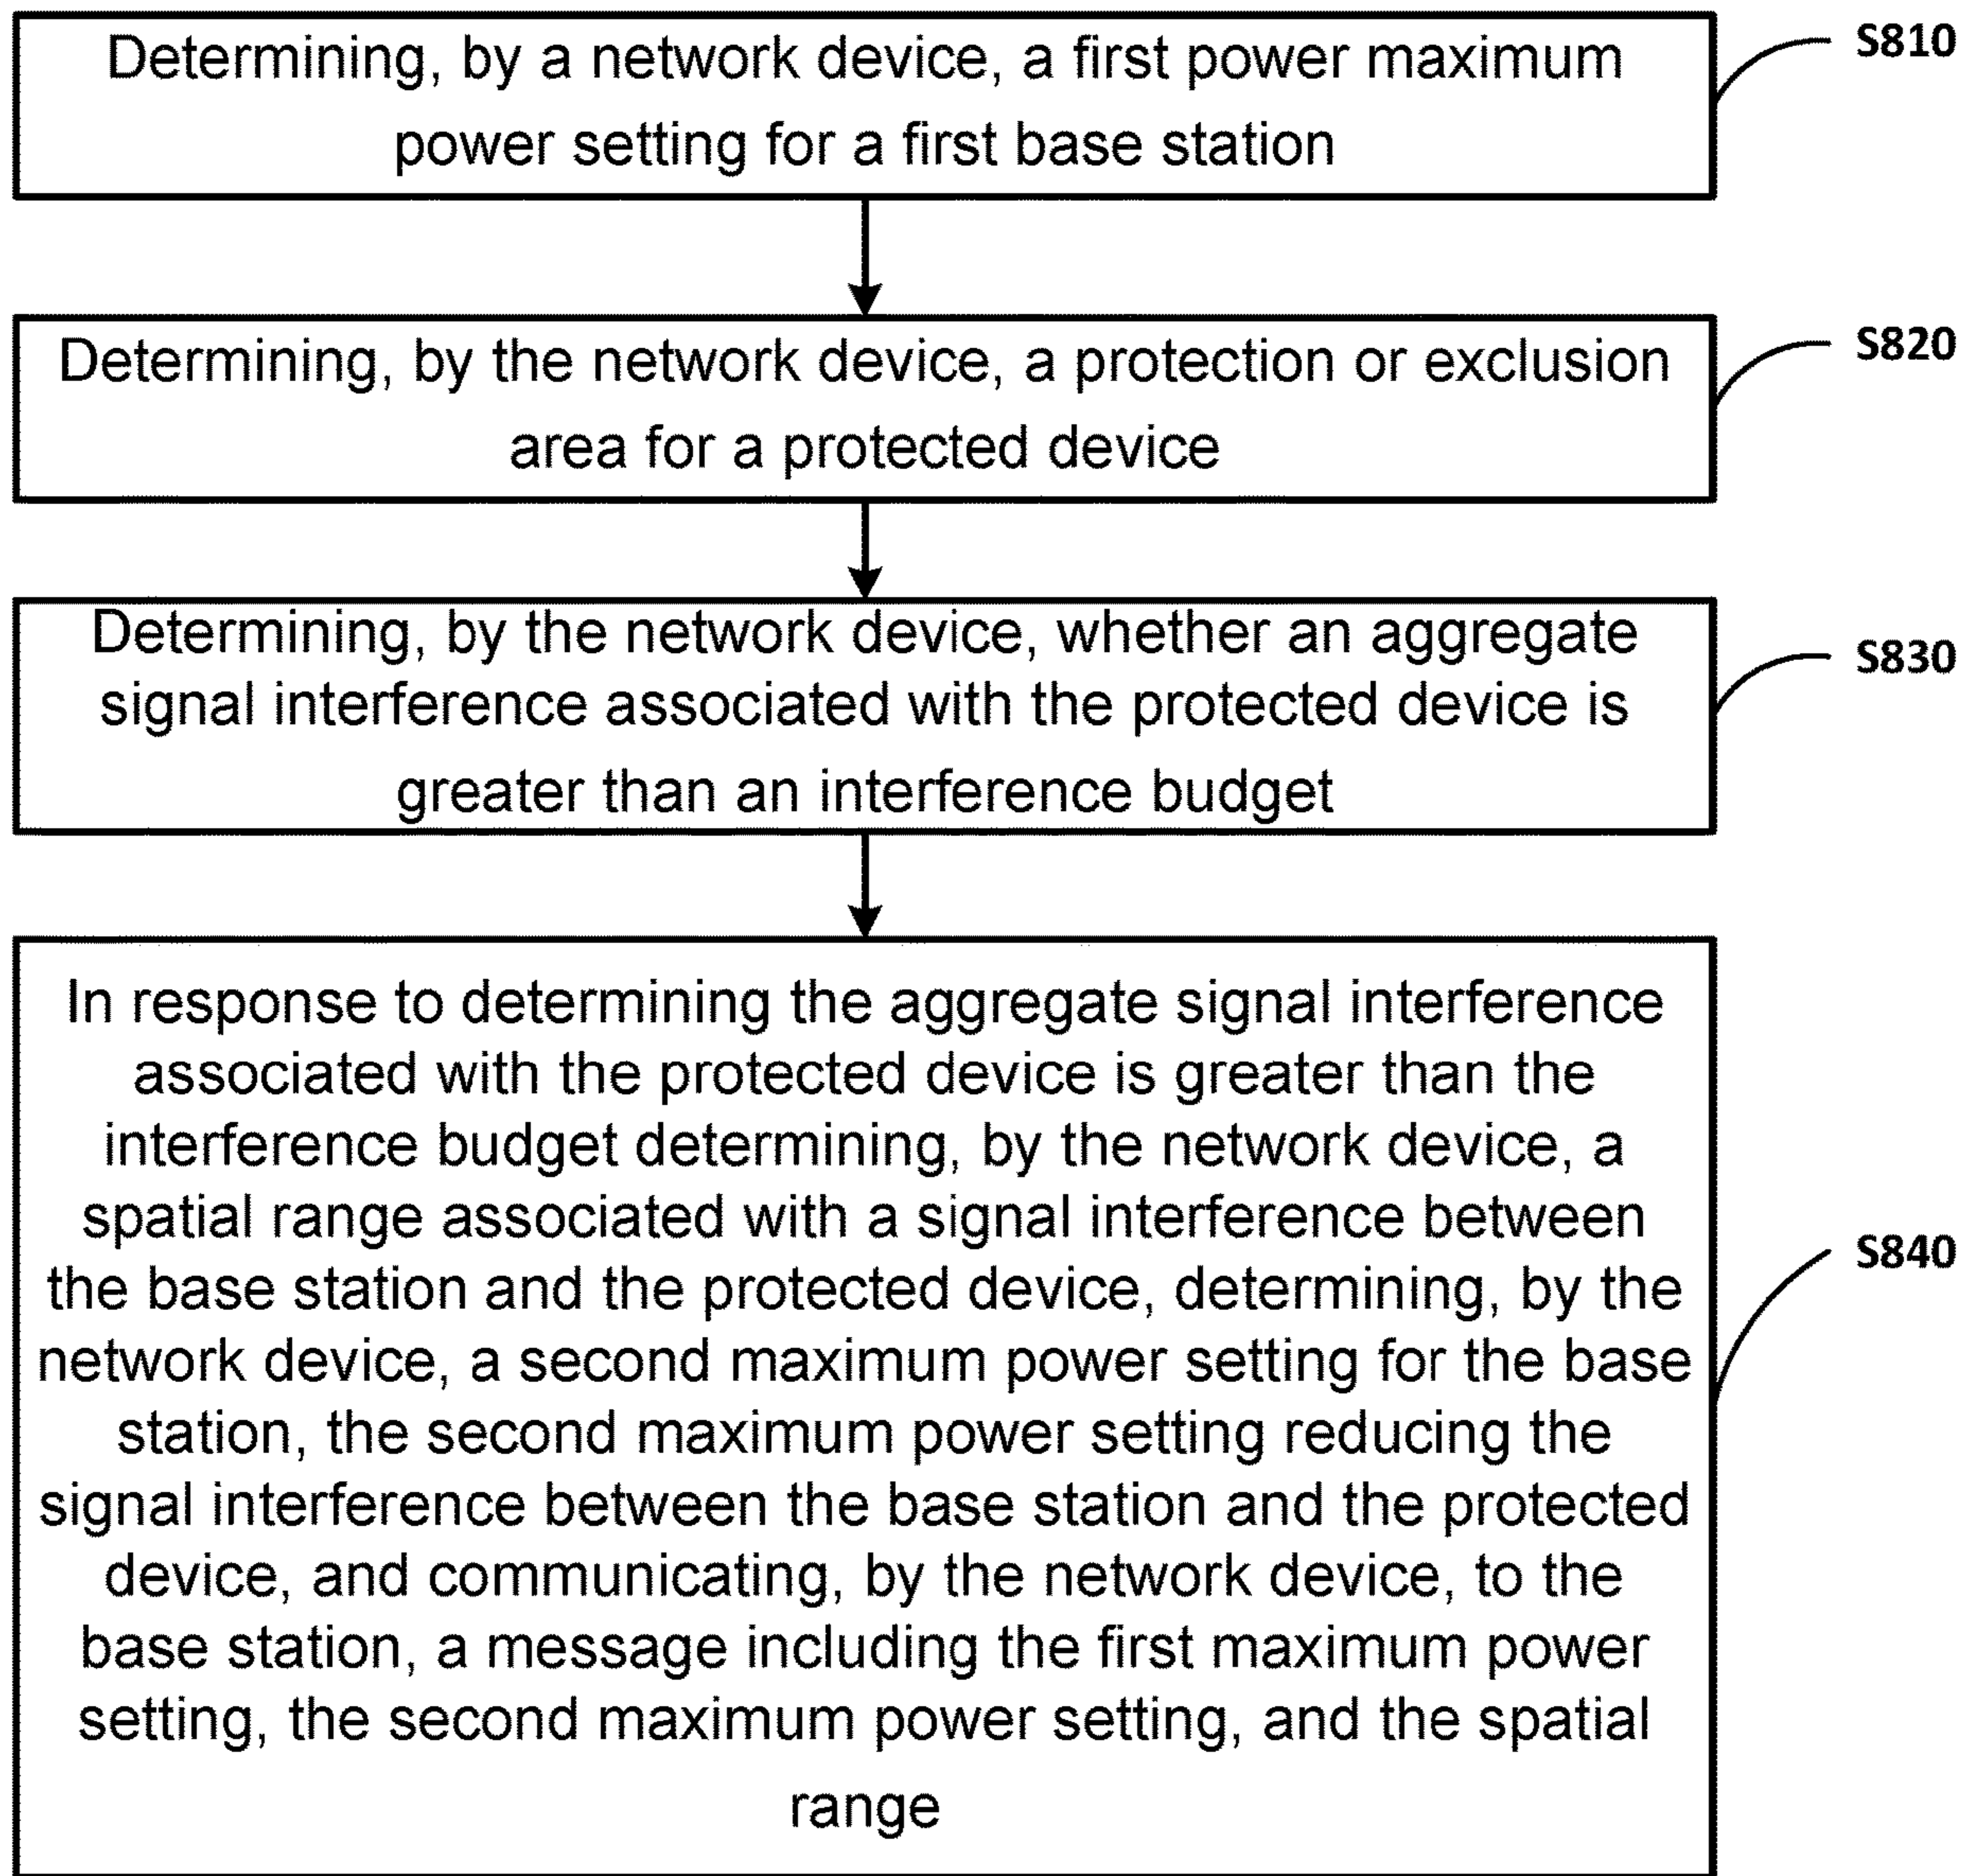 Determining, by a network device, a first power maximum
power setting for a first base station
S810
Determining, by the network device, a protection or exclusion
area for a protected device
S820
Determining, by the network device, whether an aggregate
signal interference associated with the protected device is
greater than an interference budget
S830
In response to determining the aggregate signal interference
associated with the protected device is greater than the
interference budget determining, by the network device, a
spatial range associated with a signal interference between
the base station and the protected device, determining, by the
network device, a second maximum power setting for the base
station, the second maximum power setting reducing the
signal interference between the base station and the protected
device, and communicating, by the network device, to the
base station, a message including the first maximum power
setting, the second maximum power setting, and the spatial
range
S840